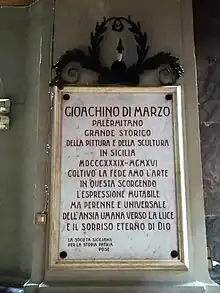 GIOACHINO DI MARZO
PALERMITANO
GRANDE STORICO
DELLA PITTURA E DELLA SCULTURA
IN SICILIA
MDCCCXXXIX-MCMXVI
COLTIVÒ LA FEDE AMÒ L'ARTE
IN QUESTA SCORGENDO
L'ESPRESSIONE MUTABILE
MA PERENNE E UNIVERSALE
DELL'ANSIA UMANA VERSO LA LUCE
E IL SORRISO ETERNO DI DIO
LA SOCIETÀ SICILIANA
PER LA STORIA PATRIA
POSE